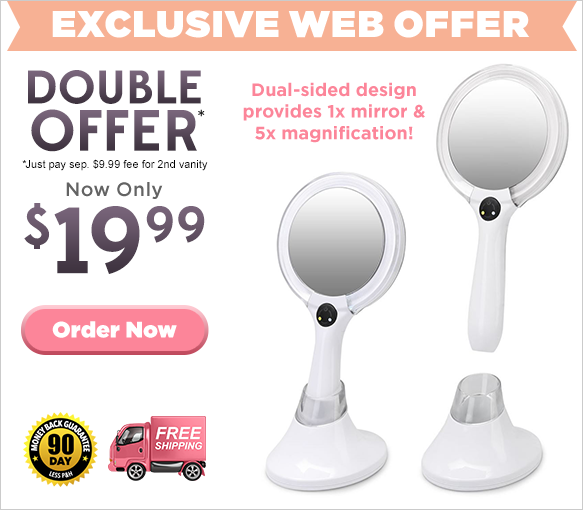 EXCLUSIVE WEB OFFER
DOUBLE
OFFER*
*Just pay sep. $9.99 fee for 2nd vanity
Now Only
$19.99
Dual-sided design
provides 1x mirror &
5x magnification!
Order Now
MONEY BACK GUARANTEE
90
DAY
LESS P&H
FREE
SHIPPING